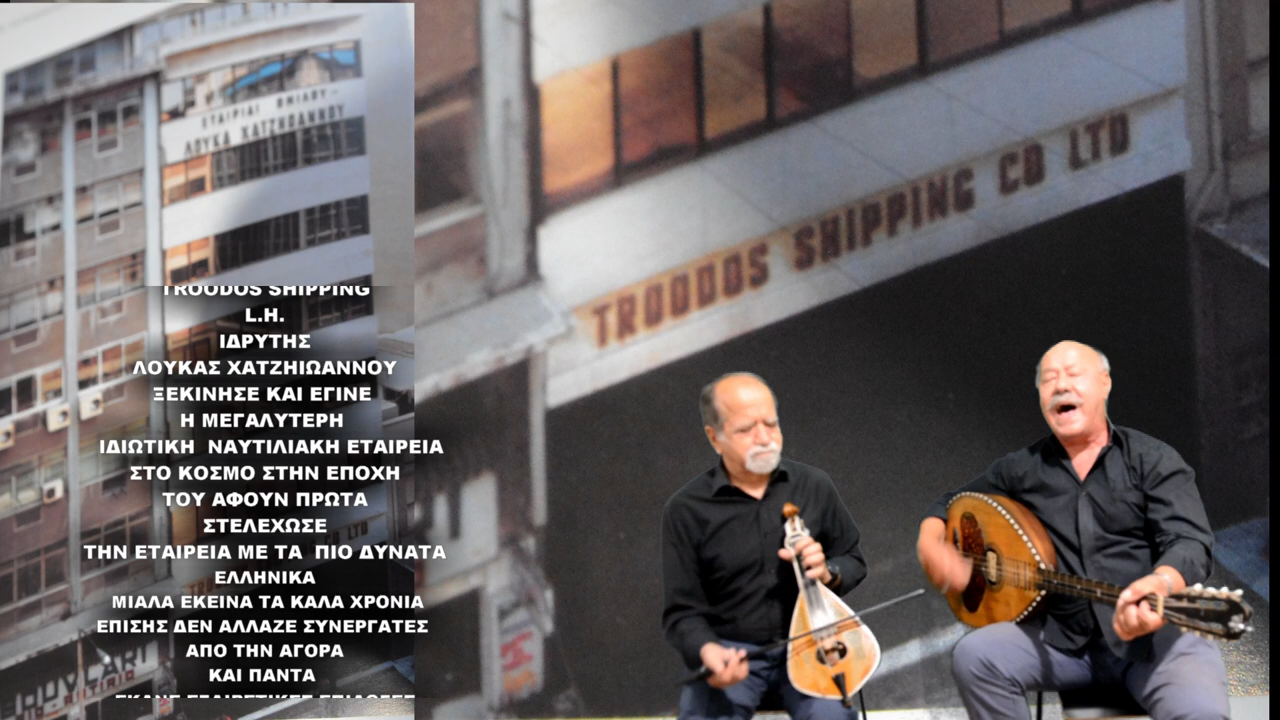 ΕΤΑΙΡΙΑΙ ΟΜΙΛΟΥ
ΛΟΥΚΑ ΧΑΤΖΗΙΩΑΝΝΟΥ
TROODOS SHIPPING CO LTD
TROODOS SHIPPING
L.H.
ΙΔΡΥΤΗΣ
ΛΟΥΚΑΣ ΧΑΤΖΗΙΩΑΝΝΟΥ
ΞΕΚΙΝΗΣΕ ΚΑΙ ΕΓΙΝΕ
Η ΜΕΓΑΛΥΤΕΡΗ
ΙΔΙΩΤΙΚΗ ΝΑΥΤΙΛΙΑΚΗ ΕΤΑΙΡΕΙΑ
ΣΤΟ ΚΟΣΜΟ ΣΤΗΝ ΕΠΟΧΗ
ΤΟΥ ΑΦΟΥΝ ΠΡΩΤΑ
ΣΤΕΛΕΧΩΣΕ
ΤΗΝ ΕΤΑΙΡΕΙΑ ΜΕ ΤΑ ΠΙΟ ΔΥΝΑΤΑ
ΕΛΛΗΝΙΚΑ
ΜΙΑΛΑ ΕΚΕΙΝΑ ΤΑ ΚΑΛΑ ΧΡΟΝΙΑ
ΕΠΙΣΗΣ ΔΕΝ ΑΛΛΑΖΕ ΣΥΝΕΡΓΑΤΕΣ
ΑΠΟ ΤΗΝ ΑΓΟΡΑ
ΚΑΙ ΠΑΝΤΑ